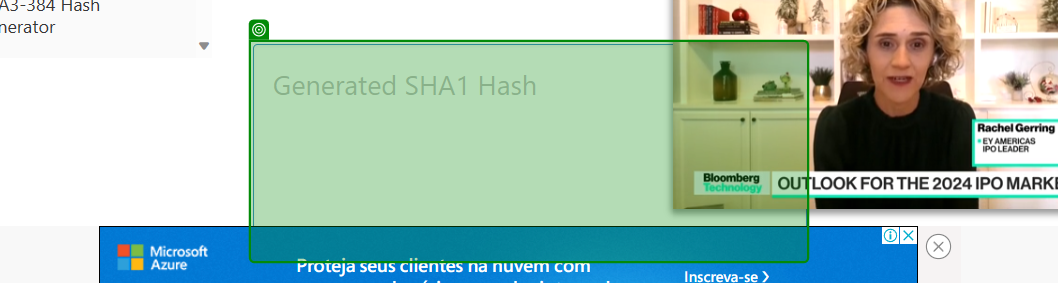 A3-384 Hash
nerator
Generated SHA1 Hash
Rachel Gerring
EY AMERICAS
IPO LEADER
Bloomberg
Technology
OUTLOOK FOR THE 2024 IPO MARKE
Microsoft
Azure
Proteja seus clientes na nuvem com
Inscreva-se